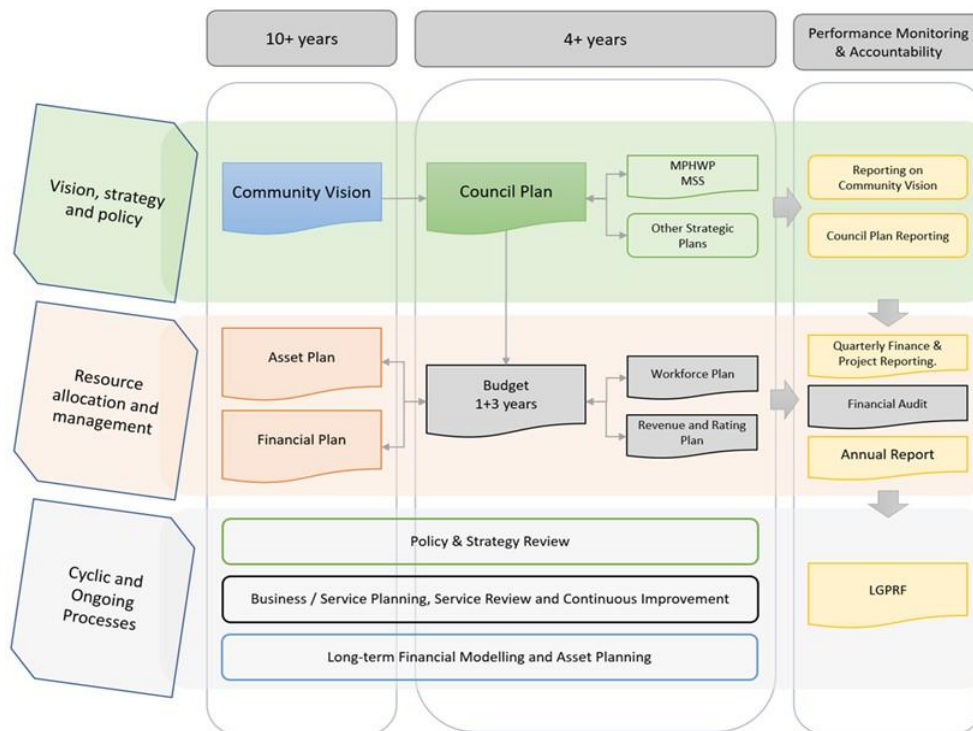 10+ years
4+ years
Performance Monitoring
& Accountability
Vision, strategy
and policy
Community Vision
Council Plan
MPHWP
MSS
Other Strategic
Plans
Reporting on
Community Vision
Council Plan Reporting
Resource
allocation and
management
Asset Plan
Financial Plan
Budget
1+3 years
Workforce Plan
Revenue and Rating
Plan
Quarterly Finance &
Project Reporting.
Financial Audit
Annual Report
Cyclic and
Ongoing
Processes
Policy & Strategy Review
Business / Service Planning, Service Review and Continuous Improvement
Long-term Financial Modelling and Asset Planning
LGPRF